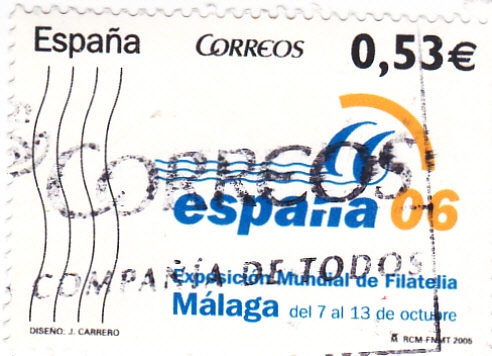 España CORREOS 0,53€
CORREOS
españa 06
COMPAÑÍA DE TODOS
Exposición Mundial de Filatelia
Málaga del 7 al 13 de octubre
DISEÑO: J. CARRERO RCM-FNMT 2006